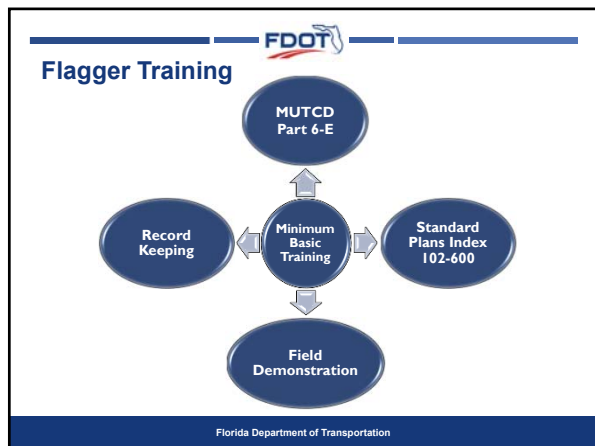 FDOT
Flagger Training
MUTCD
Part 6-E
Record
Keeping
Minimum
Basic
Training
Standard
Plans Index
102-600
Field
Demonstration
Florida Department of Transportation